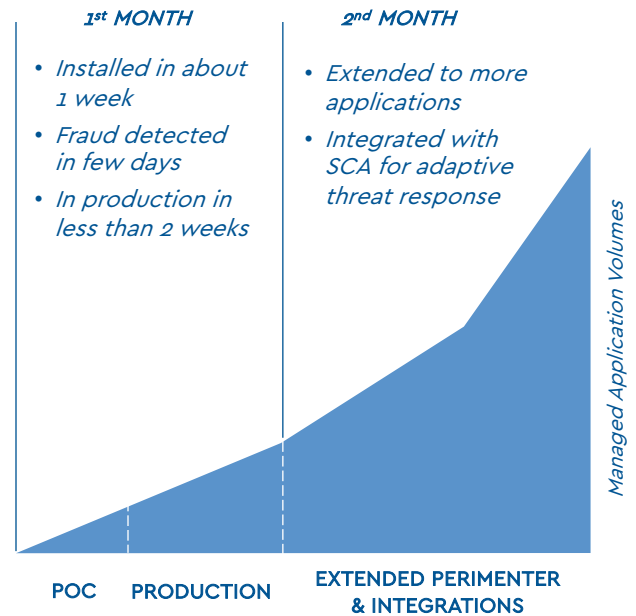 1st MONTH
• Installed in about
1 week
• Fraud detected
in few days
• In production in
less than 2 weeks
2nd MONTH
• Extended to more
applications
• Integrated with
SCA for adaptive
threat response
Managed Application Volumes
POC
PRODUCTION
EXTENDED PERIMENTER
& INTEGRATIONS